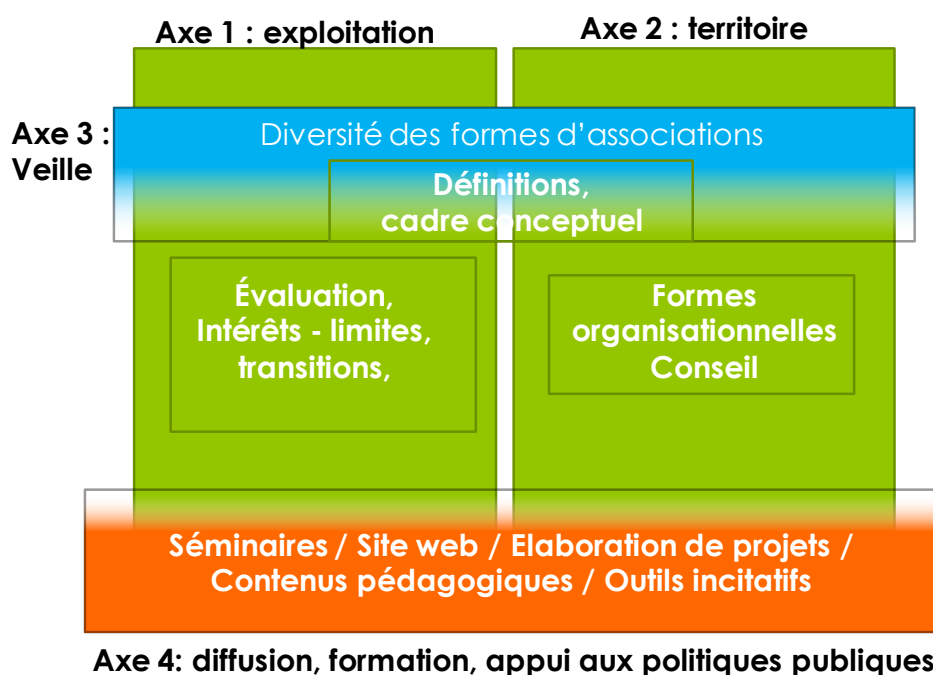 Axe 1 : exploitation
Axe 2 : territoire
Axe 3 :
Veille
Diversité des formes d’associations
Définitions,
cadre conceptuel
Évaluation,
Intérêts - limites,
transitions,
Formes
organisationnelles
Conseil
Séminaires / Site web / Elaboration de projets /
Contenus pédagogiques / Outils incitatifs
Axe 4: diffusion, formation, appui aux politiques publiques